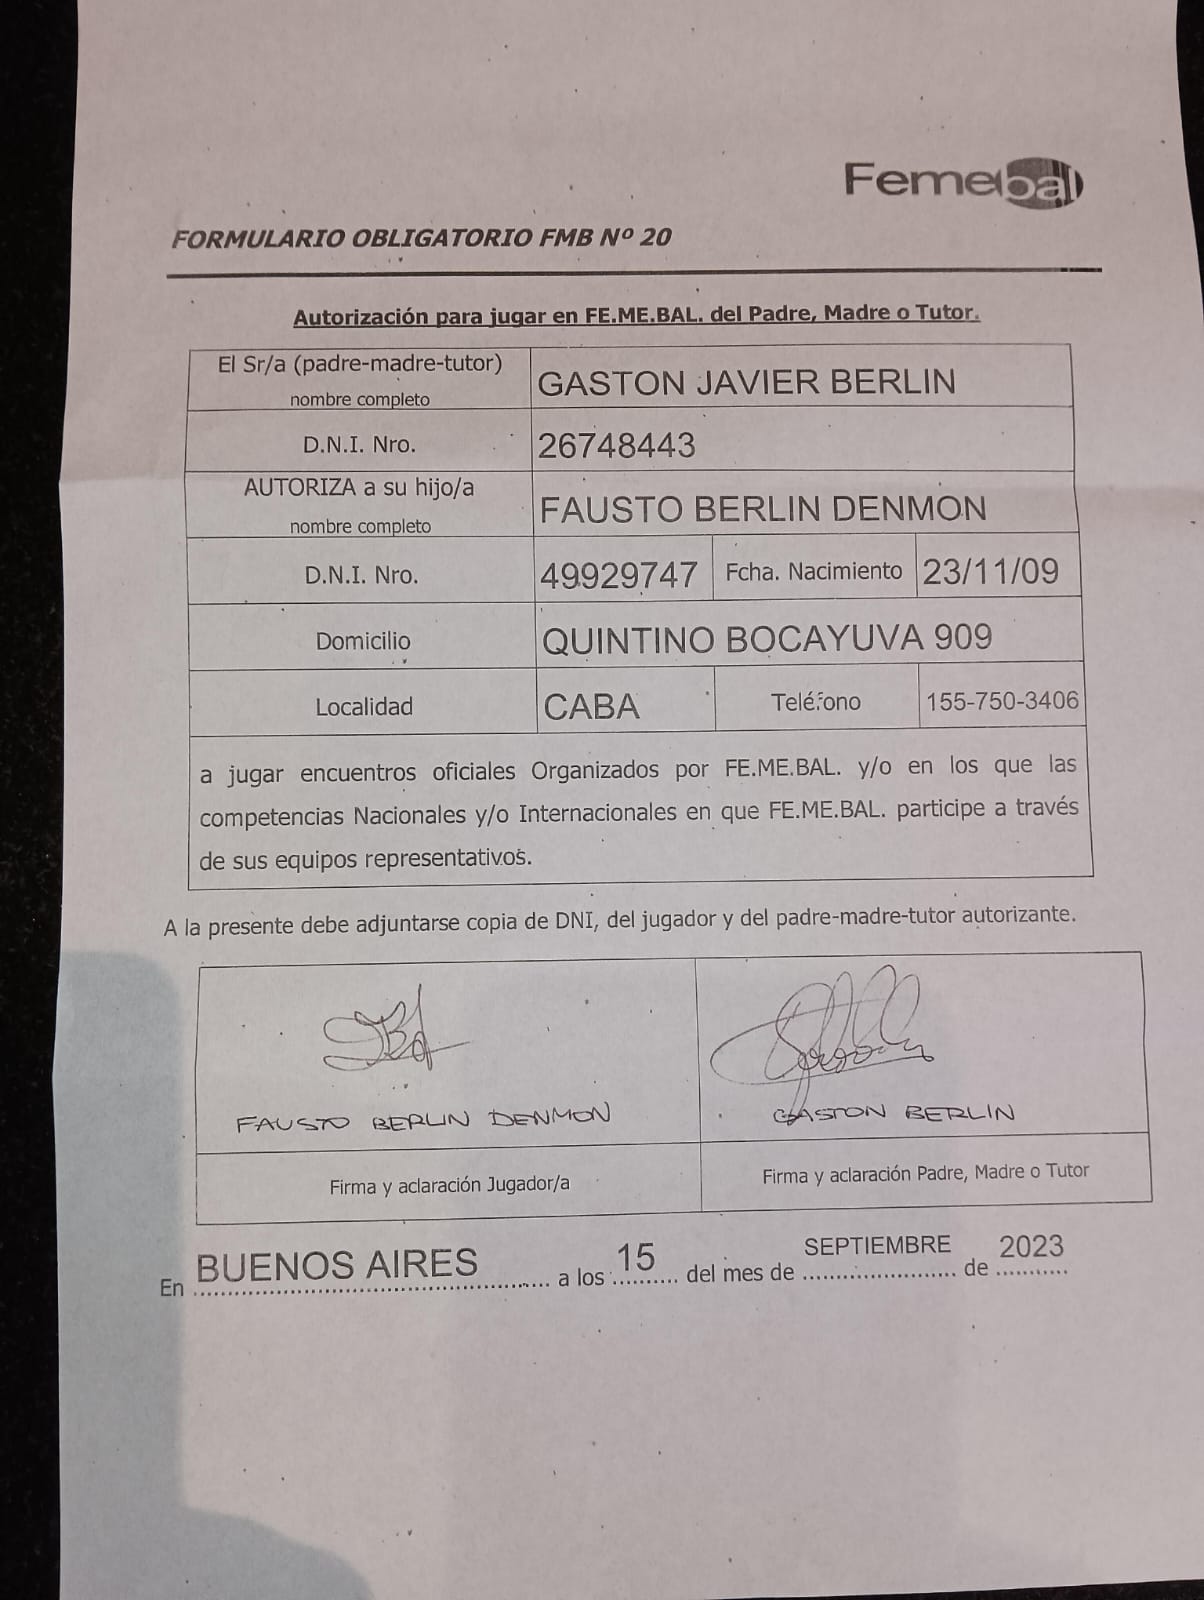 Femebal
FORMULARIO OBLIGATORIO FMB Nº 20
Autorización para jugar en FE.ME.BAL. del Padre, Madre o Tutor.
El Sr/a (padre-madre-tutor)
nombre completo
GASTON JAVIER BERLIN
D.N.I. Nro.
26748443
AUTORIZA a su hijo/a
nombre completo
FAUSTO BERLIN DENMON
D.N.I. Nro.
49929747
Fcha. Nacimiento
23/11/09
Domicilio
QUINTINO BOCAYUVA 909
Localidad
CABA
Teléfono
155-750-3406
a jugar encuentros oficiales Organizados por FE.ME.BAL. y/o en los que las
competencias Nacionales y/o Internacionales en que FE.ME.BAL. participe a través
de sus equipos representativos.
A la presente debe adjuntarse copia de DNI, del jugador y del padre-madre-tutor autorizante.
FAUSTO BERLIN DENMON
GASTON BERLIN
Firma y aclaración Jugador/a
Firma y aclaración Padre, Madre o Tutor
En BUENOS AIRES a los 15 del mes de SEPTIEMBRE de 2023